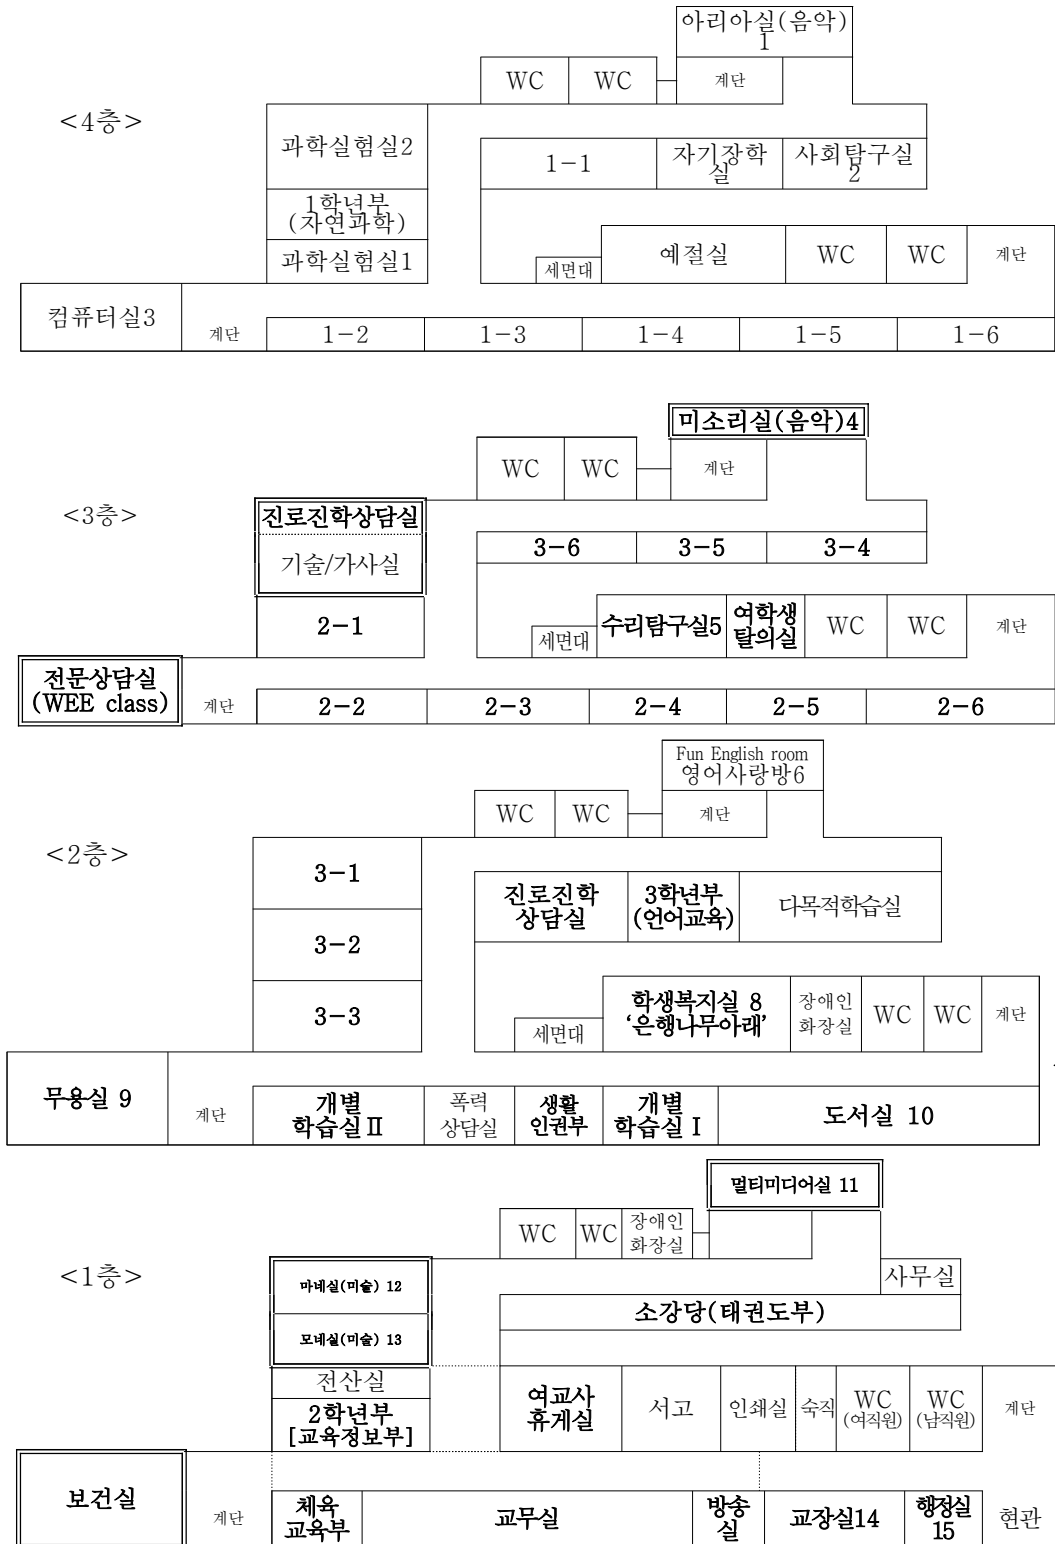 아리아실(음악)
1
WC
WC
계단
<4층>
과학실험실2
1-1
자기장학
실
사회탐구실
2
1학년부
(자연과학)
과학실험실1
세면대
예절실
WC
WC
계단
컴퓨터실3
계단
1-2
1-3
1-4
1-5
1-6
미소리실(음악)4
WC
WC
계단
<3층>
진로진학상담실
기술/가사실
3-6
3-5
3-4
2-1
세면대
수리탐구실5
여학생
탈의실
WC
WC
계단
전문상담실
(WEE class)
계단
2-2
2-3
2-4
2-5
2-6
Fun English room
영어사랑방6
WC
WC
계단
<2층>
3-1
진로진학
상담실
3학년부
(언어교육)
다목적학습실
3-2
3-3
세면대
학생복지실 8
‘은행나무아래’
장애인
화장실
WC
WC
계단
무용실 9
계단
개별
학습실Ⅱ
폭력
상담실
생활
인권부
개별
학습실Ⅰ
도서실 10
멀티미디어실 11
WC
WC
장애인
화장실
<1층>
사무실
마네실(미술) 12
소강당(태권도부)
모네실(미술) 13
전산실
2학년부
[교육정보부]
여교사
휴게실
서고
인쇄실
숙직
WC
(여직원)
WC
(남직원)
계단
보건실
계단
체육
교육부
교무실
방송
실
교장실14
행정실
15
현관